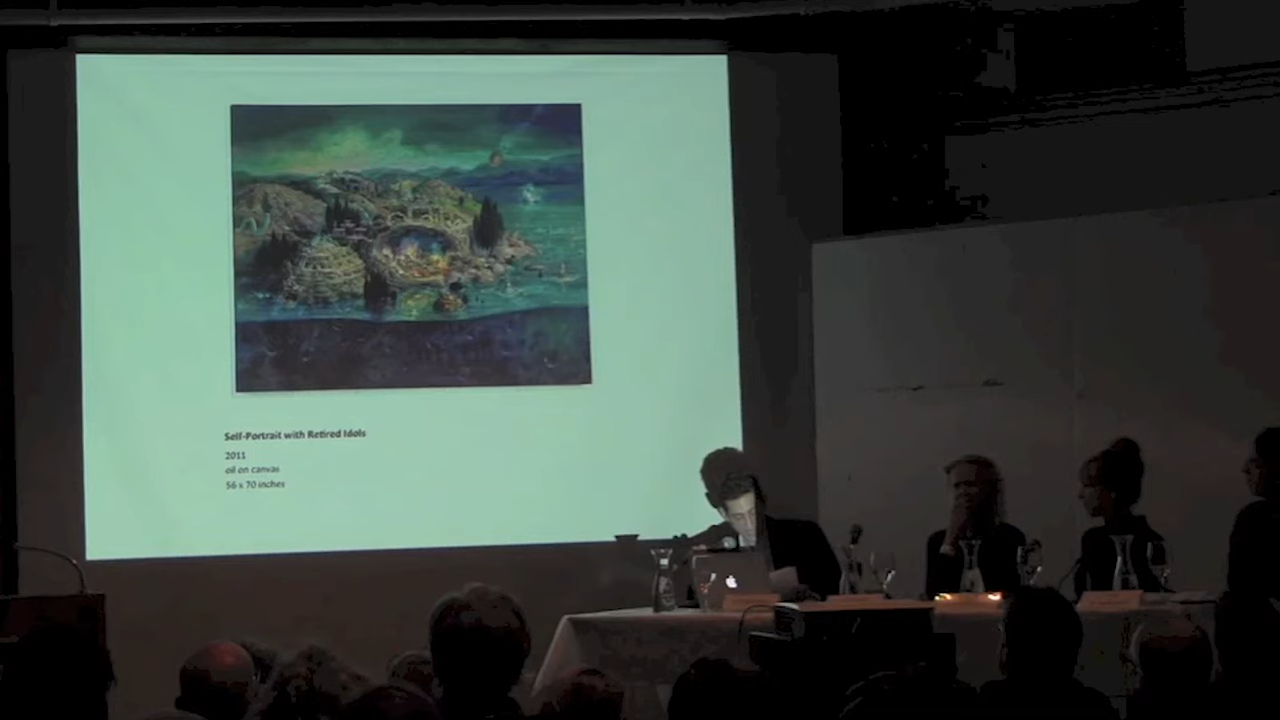 Self-Portrait with Retired Idols
2011
oil on canvas
56 x 70 inches